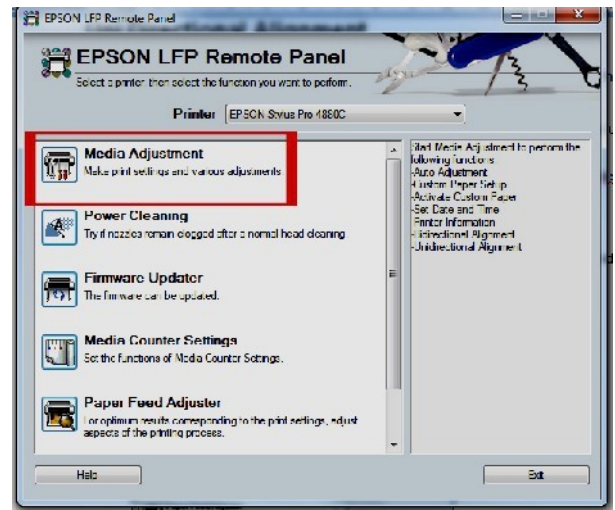 EPSON LFP Remote Panel
EPSON LFP Remote Panel
Select a printer, then select the function you want to perform.
Printer EPSON Stylus Pro 4880C
Media Adjustment
Make print settings and various adjustments
Power Cleaning
Try if nozzles remain clogged after a normal head cleaning
Firmware Updater
The firmware can be updated.
Media Counter Settings
Set the functions of Media Counter Settings.
Paper Feed Adjuster
For optimum results corresponding to the print settings, adjust
aspects of the printing process.
Start Media Adjustment to perform the
following functions
-Auto Adjustment
-Custom Paper Setup
-Activate Custom Paper
-Set Date and Time
-Printer Information
-Bidirectional Alignment
-Unidirectional Alignment
Help
Exit